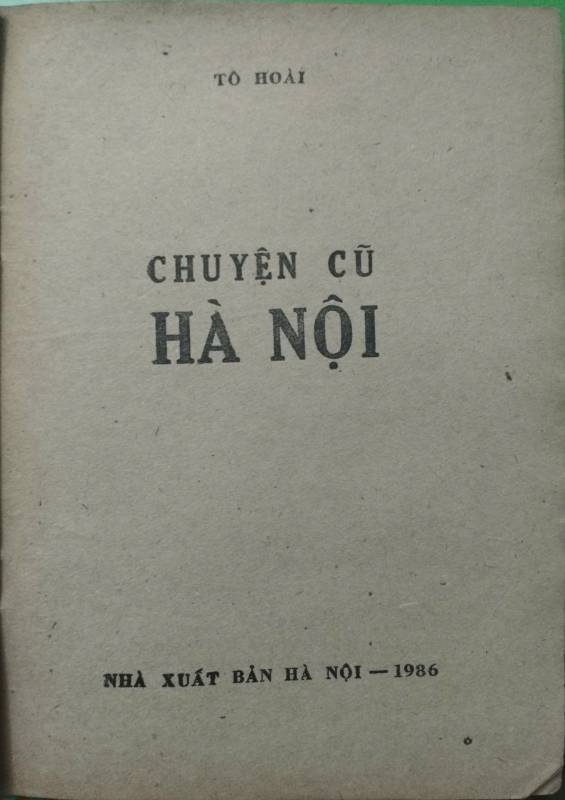 TÔ HOÀI
CHUYỆN CŨ
HÀ NỘI
NHÀ XUẤT BẢN HÀ NỘI — 1986